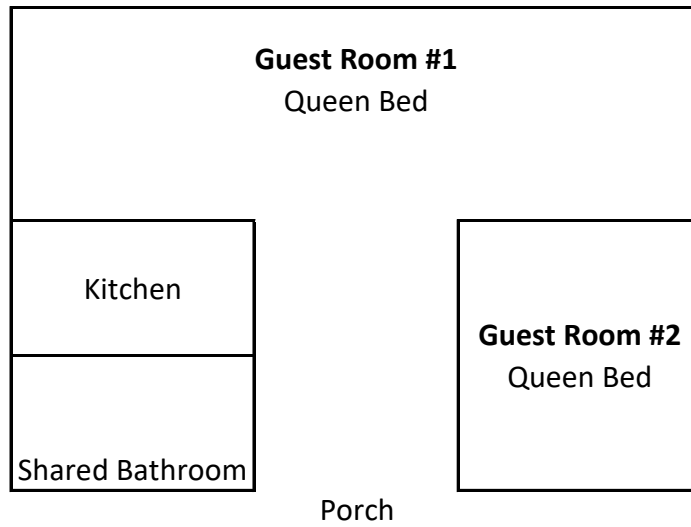 Guest Room #1
Queen Bed
Kitchen
Guest Room #2
Queen Bed
Shared Bathroom
Porch